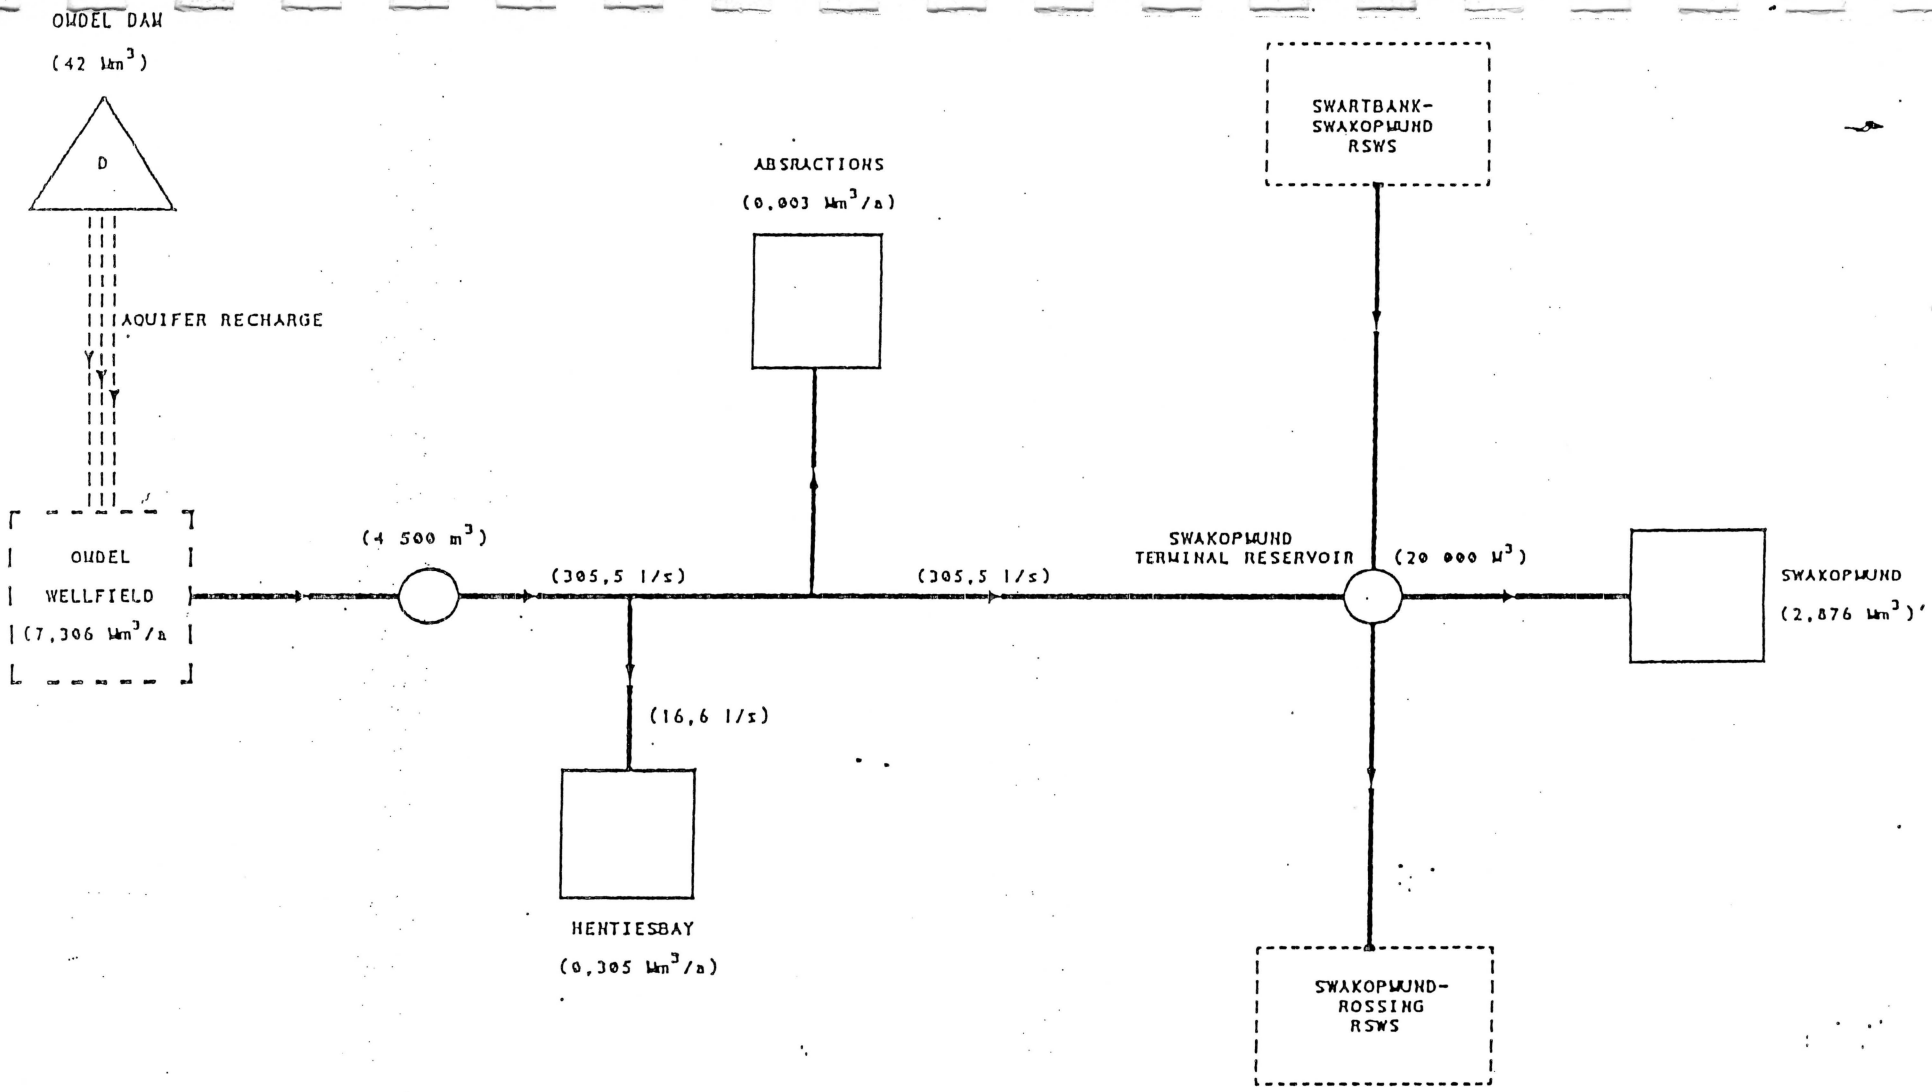 OMDEL DAM
(42 Mm³)
D
AQUIFER RECHARGE
OMDEL
WELLFIELD
(7,306 Mm³/a
(4 500 m³)
(305,5 l/s)
ABSRACTIONS
(0,003 Mm³/a)
(16,6 l/s)
HENTIESBAY
(0,305 Mm³/a)
(305,5 l/s)
SWARTBANK-
SWAKOPMUND
RSWS
SWAKOPMUND
TERMINAL RESERVOIR
(20 000 M³)
SWAKOPMUND
(2,876 Mm³)
SWAKOPMUND-
ROSSING
RSWS